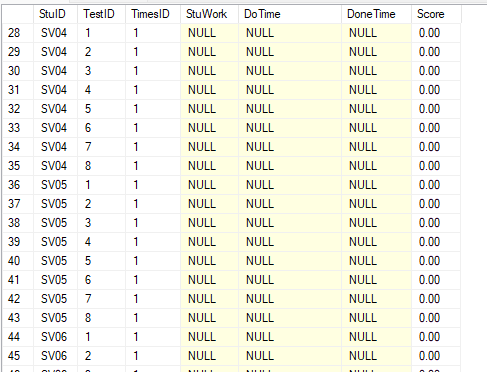 StuID TestID TimesID StuWork DoTime DoneTime Score
28 SV04 1 1 NULL NULL NULL 0.00
29 SV04 2 1 NULL NULL NULL 0.00
30 SV04 3 1 NULL NULL NULL 0.00
31 SV04 4 1 NULL NULL NULL 0.00
32 SV04 5 1 NULL NULL NULL 0.00
33 SV04 6 1 NULL NULL NULL 0.00
34 SV04 7 1 NULL NULL NULL 0.00
35 SV04 8 1 NULL NULL NULL 0.00
36 SV05 1 1 NULL NULL NULL 0.00
37 SV05 2 1 NULL NULL NULL 0.00
38 SV05 3 1 NULL NULL NULL 0.00
39 SV05 4 1 NULL NULL NULL 0.00
40 SV05 5 1 NULL NULL NULL 0.00
41 SV05 6 1 NULL NULL NULL 0.00
42 SV05 7 1 NULL NULL NULL 0.00
43 SV05 8 1 NULL NULL NULL 0.00
44 SV06 1 1 NULL NULL NULL 0.00
45 SV06 2 1 NULL NULL NULL 0.00